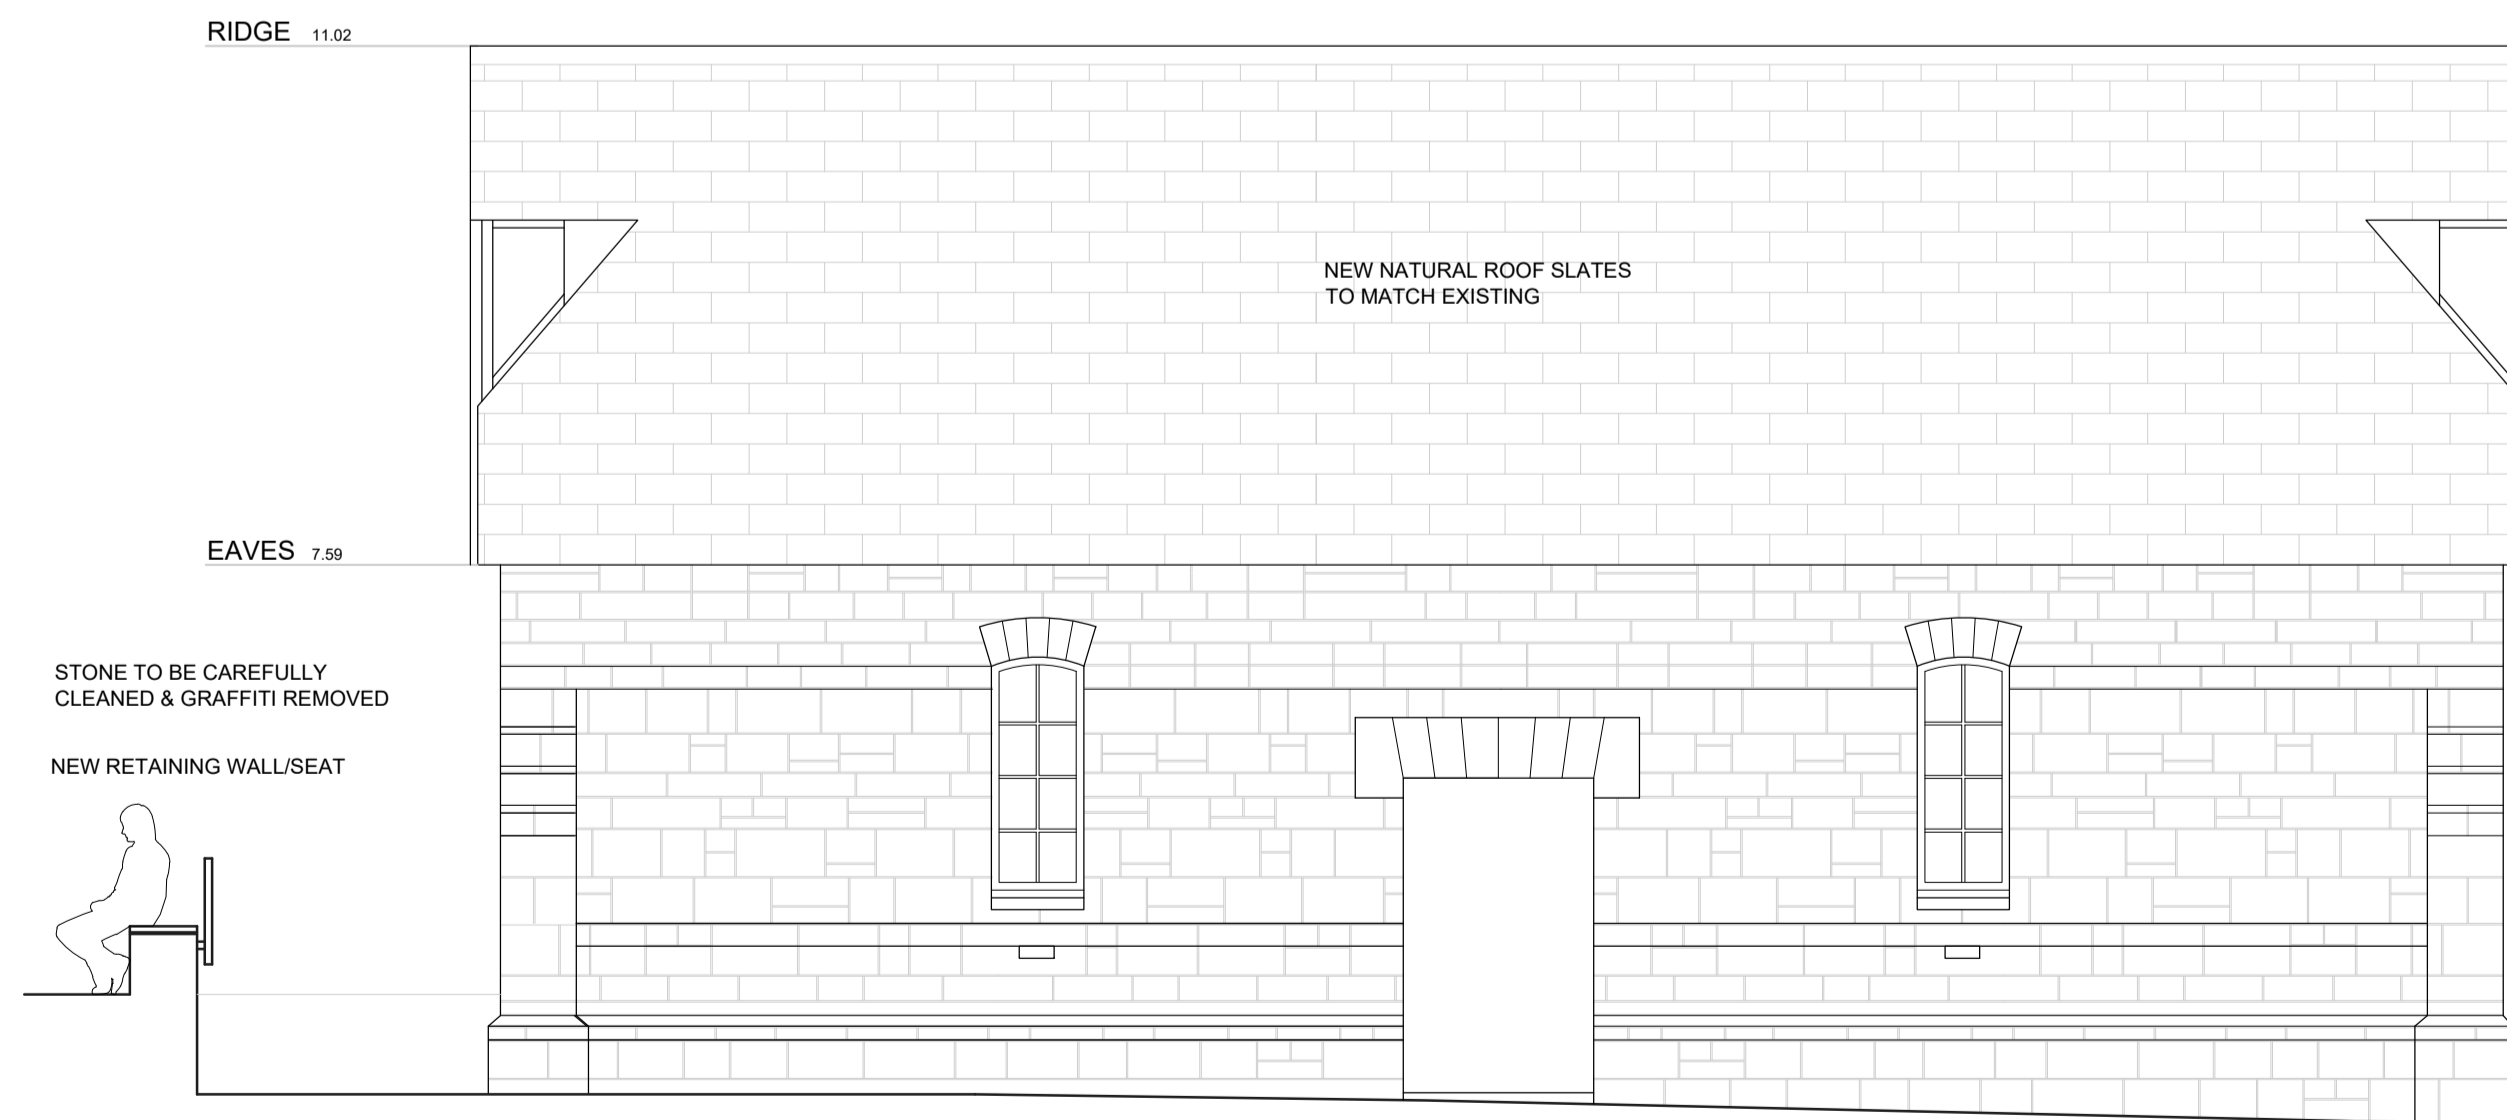 RIDGE 11.02
NEW NATURAL ROOF SLATES
TO MATCH EXISTING
EAVES 7.59
STONE TO BE CAREFULLY
CLEANED & GRAFFITI REMOVED
NEW RETAINING WALL/SEAT